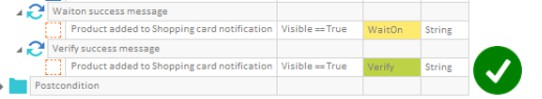 Waiton success message
Product added to Shopping card notification Visible == True WaitOn String
Verify success message
Product added to Shopping card notification Visible == True Verify String
Postcondition